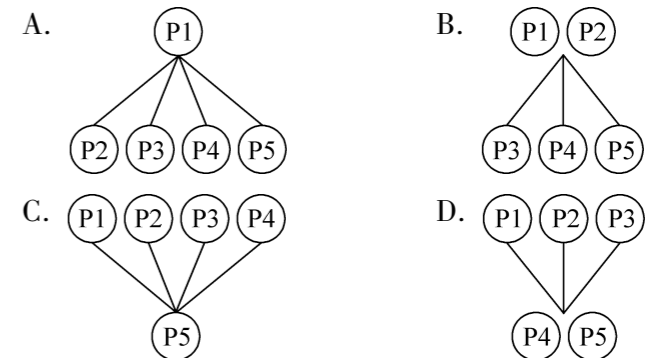 A. P1
P2 P3 P4 P5
B. P1 P2
P3 P4 P5
C. P1 P2 P3 P4
P5
D. P1 P2 P3
P4 P5